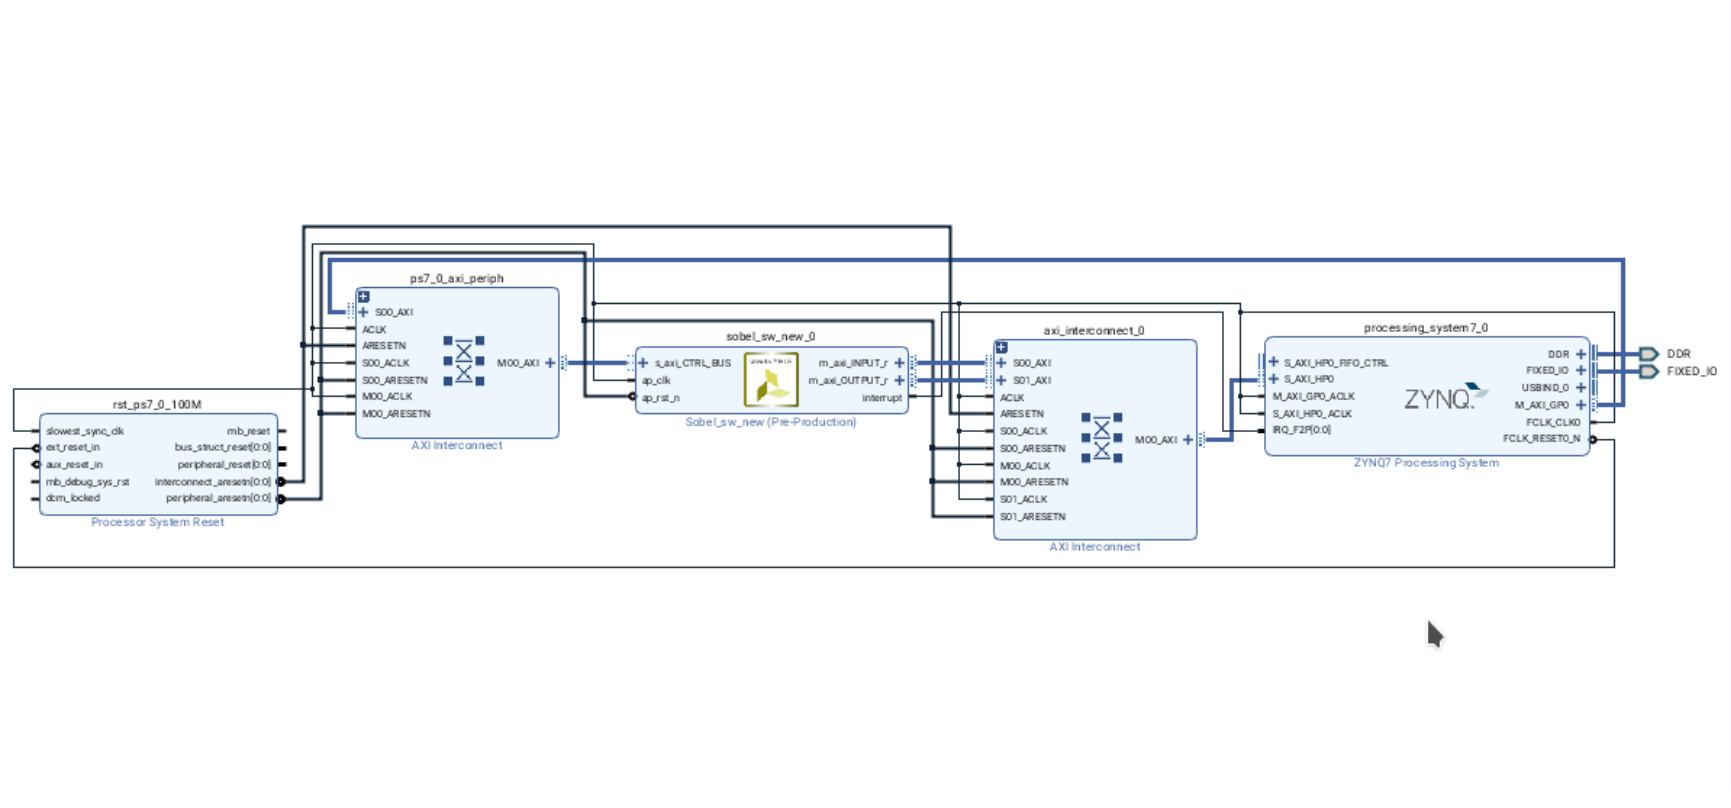 rst_ps7_0_100M
slowest_sync_clk
ext_reset_in
aux_reset_in
mb_debug_sys_rst
dcm_locked
mb_reset
bus_struct_reset[0:0]
peripheral_reset[0:0]
interconnect_aresetn[0:0]
peripheral_aresetn[0:0]
Processor System Reset
ps7_0_axi_periph
S00_AXI
ACLK
ARESETN
S00_ACLK
S00_ARESETN
M00_ACLK
M00_ARESETN
M00_AXI
AXI Interconnect
sobel_sw_new_0
s_axi_CTRL_BUS
ap_clk
ap_rst_n
m_axi_INPUT_r
m_axi_OUTPUT_r
interrupt
Sobel_sw_new (Pre-Production)
axi_interconnect_0
S00_AXI
S01_AXI
ACLK
ARESETN
S00_ACLK
S00_ARESETN
M00_ACLK
M00_ARESETN
S01_ACLK
S01_ARESETN
M00_AXI
AXI Interconnect
processing_system7_0
S_AXI_HP0_FIFO_CTRL
S_AXI_HP0
M_AXI_GP0_ACLK
S_AXI_HP0_ACLK
IRQ_F2P[0:0]
ZYNQ.
DDR
FIXED_IO
USBIND_0
M_AXI_GP0
FCLK_CLK0
FCLK_RESET0_N
ZYNQ7 Processing System
DDR
FIXED_IO